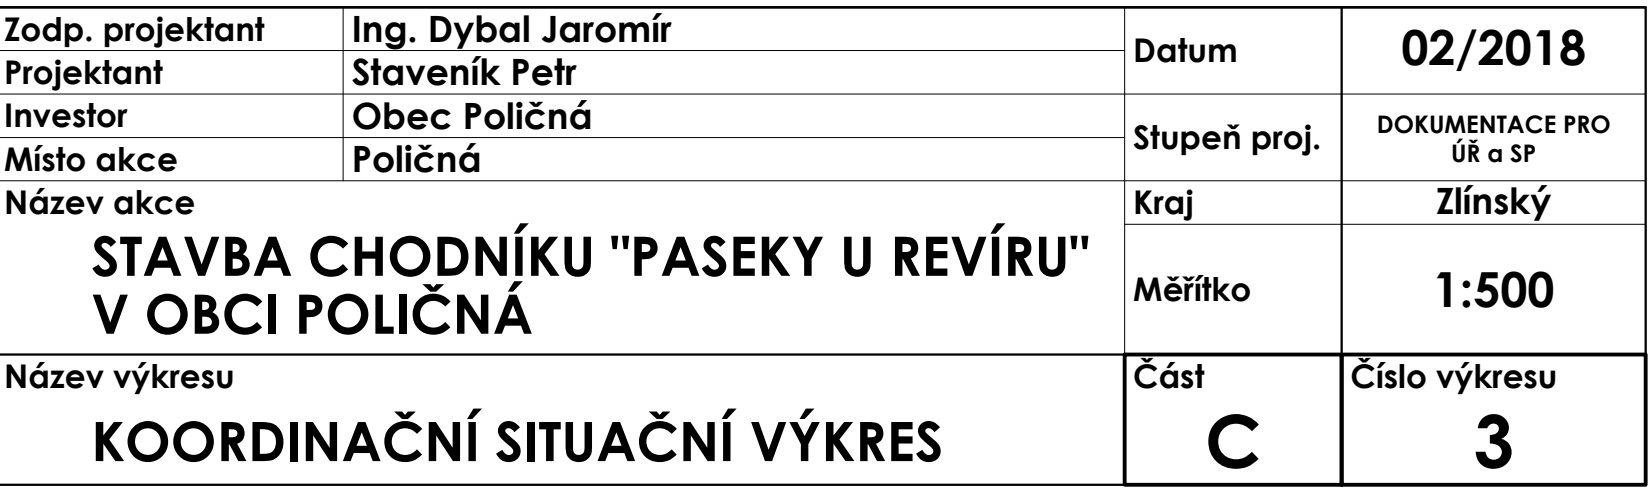 Zodp. projektant Ing. Dybal Jaromír
Projektant Staveník Petr
Datum 02/2018
Investor Obec Poličná
Místo akce Poličná
Stupeň proj. DOKUMENTACE PRO
ÚŘ a SP
Název akce
STAVBA CHODNÍKU "PASEKY U REVÍRU"
V OBCI POLIČNÁ
Kraj Zlínský
Měřítko 1:500
Název výkresu
KOORDINAČNÍ SITUAČNÍ VÝKRES
Část
C
Číslo výkresu
3